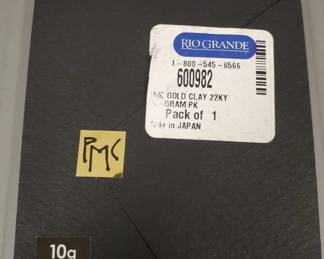 RIO GRANDE
1-800-545-6566
600982
GOLD CLAY 22KY
GRAM PK
Pack of 1
in JAPAN
PMC
10g